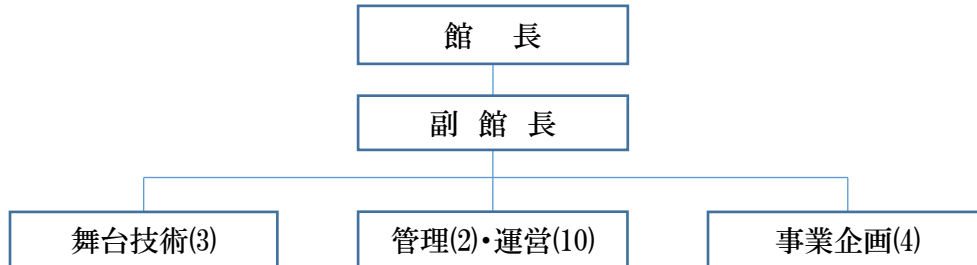 館 長
副 館 長
舞台技術(3)
管理(2)・運営(10)
事業企画(4)